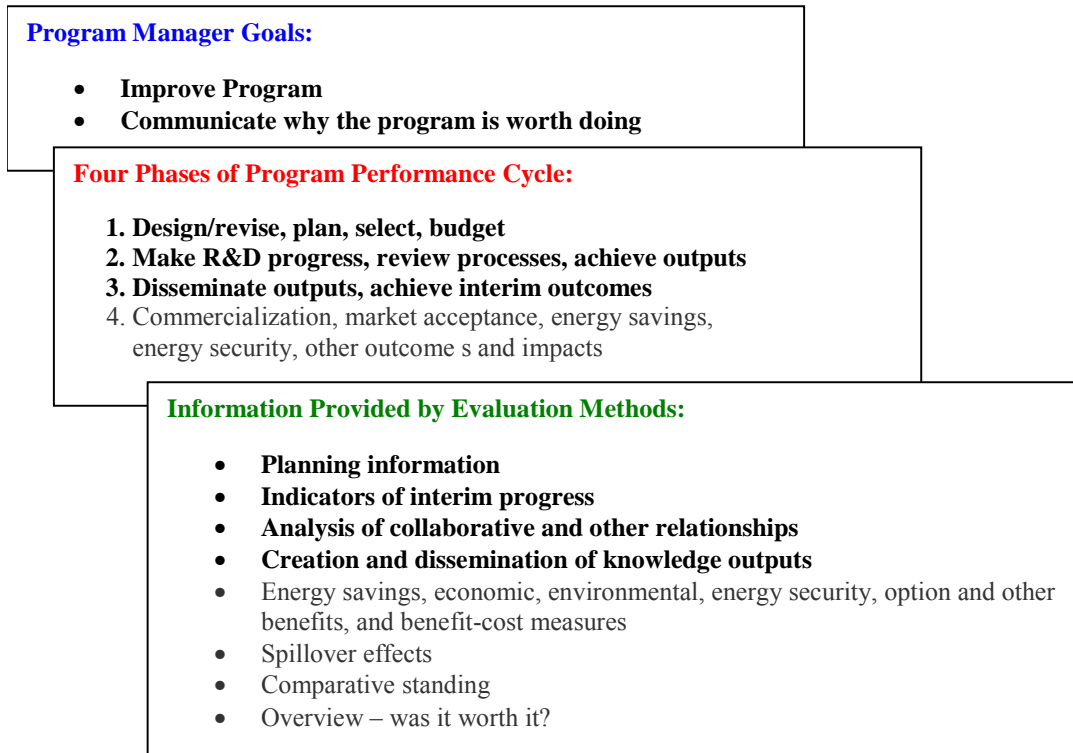 Program Manager Goals:
• Improve Program
• Communicate why the program is worth doing
Four Phases of Program Performance Cycle:
1. Design/revise, plan, select, budget
2. Make R&D progress, review processes, achieve outputs
3. Disseminate outputs, achieve interim outcomes
4. Commercialization, market acceptance, energy savings,
energy security, other outcome s and impacts
Information Provided by Evaluation Methods:
• Planning information
• Indicators of interim progress
• Analysis of collaborative and other relationships
• Creation and dissemination of knowledge outputs
• Energy savings, economic, environmental, energy security, option and other
benefits, and benefit-cost measures
• Spillover effects
• Comparative standing
• Overview – was it worth it?